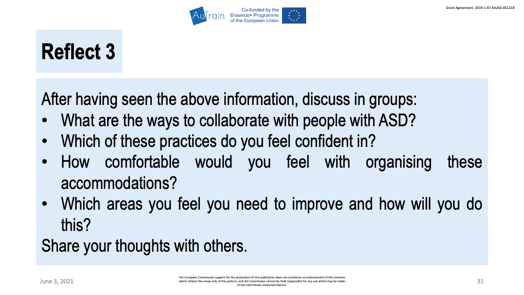 AuTrain
Co-funded by the
Erasmus+ Programme
of the European Union
Grant Agreement: 2019-1-KT-KA202-051218
Reflect 3
After having seen the above information, discuss in groups:
• What are the ways to collaborate with people with ASD?
• Which of these practices do you feel confident in?
• How comfortable would you feel with organising these
accommodations?
• Which areas you feel you need to improve and how will you do
this?
Share your thoughts with others.
June 3, 2021
The European Commission support for the production of this publication does not constitute an endorsement of the contents
which reflects the views only of the authors, and the Commission cannot be held responsible for any use which may be made
of the information contained therein.
31